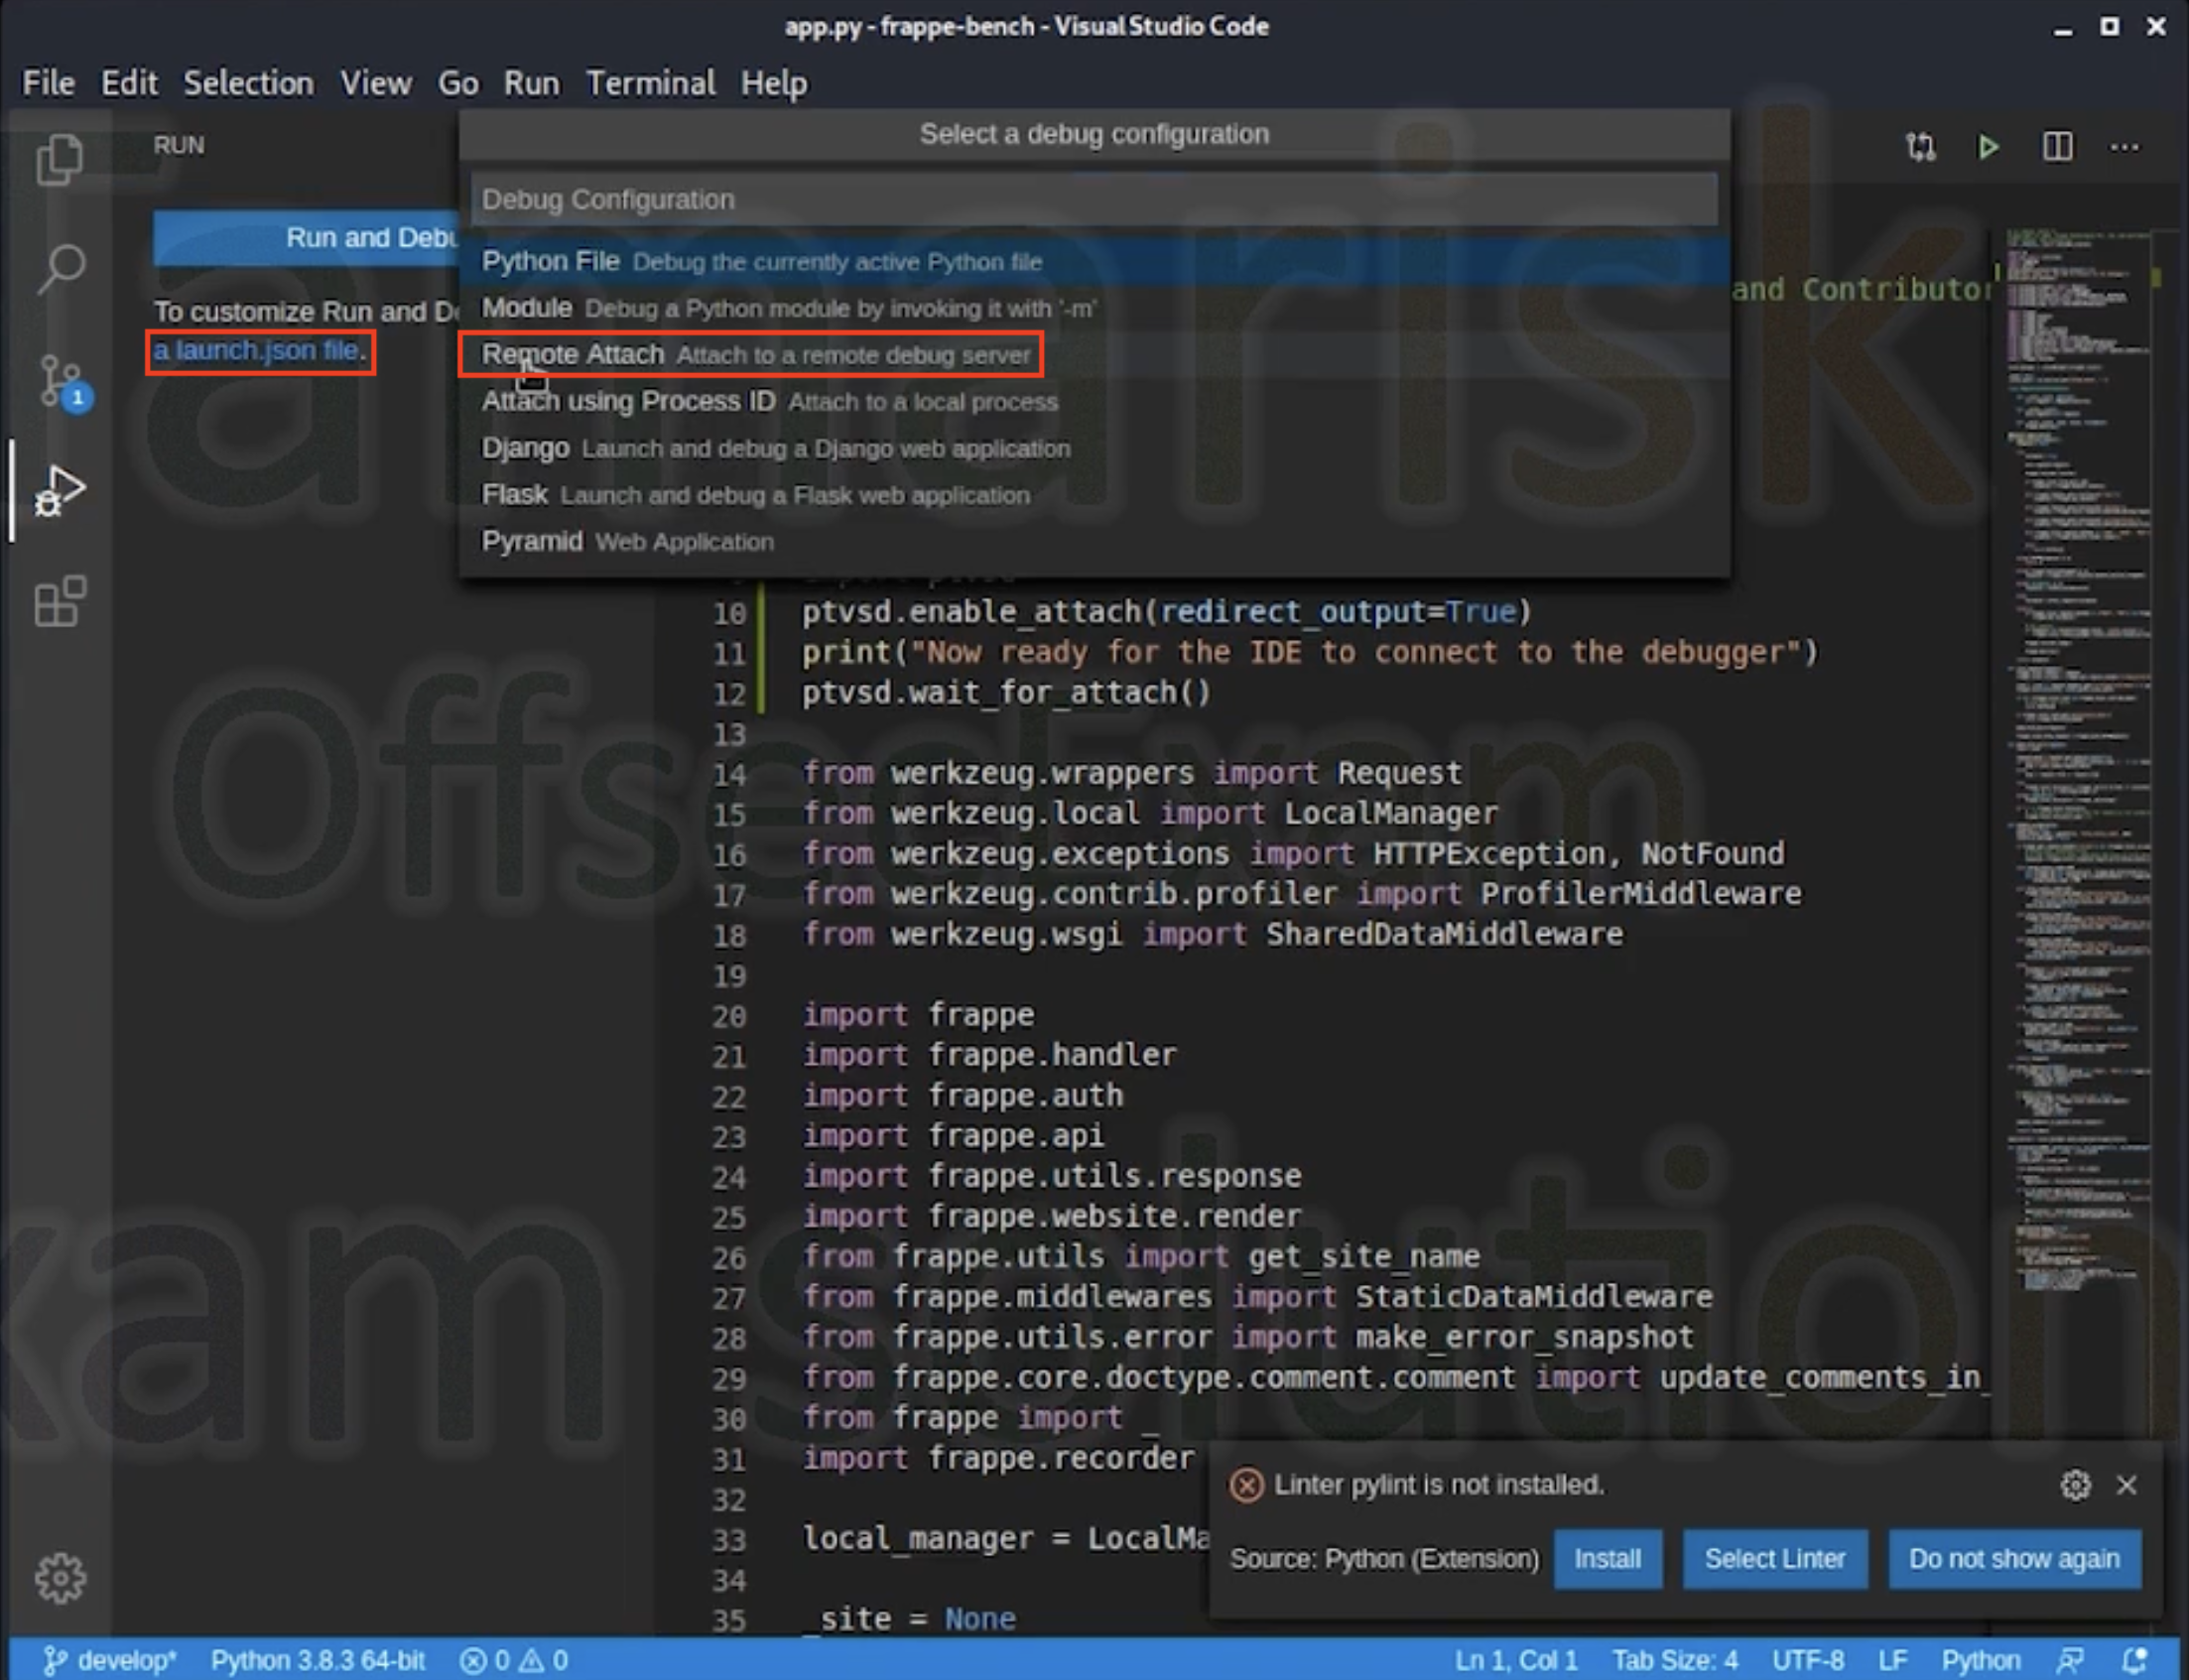 app.py - frappe-bench - Visual Studio Code
File Edit Selection View Go Run Terminal Help
RUN
Select a debug configuration
Debug Configuration
Run and Debu
Python File Debug the currently active Python file
and Contributor
To customize Run and De
Module Debug a Python module by invoking it with '-m'
a launch.json file.
Remote Attach Attach to a remote debug server
1
Attach using Process ID Attach to a local process
Django Launch and debug a Django web application
Flask Launch and debug a Flask web application
Pyramid Web Application
10 ptvsd.enable_attach(redirect_output=True)
11 print("Now ready for the IDE to connect to the debugger")
12 ptvsd.wait_for_attach()
13
14 from werkzeug.wrappers import Request
15 from werkzeug.local import LocalManager
16 from werkzeug.exceptions import HTTPException, NotFound
17 from werkzeug.contrib.profiler import ProfilerMiddleware
18 from werkzeug.wsgi import SharedDataMiddleware
19
20 import frappe
21 import frappe.handler
22 import frappe.auth
23 import frappe.api
24 import frappe.utils.response
25 import frappe.website.render
26 from frappe.utils import get_site_name
27 from frappe.middlewares import StaticDataMiddleware
28 from frappe.utils.error import make_error_snapshot
29 from frappe.core.doctype.comment.comment import update_comments_in_
30 from frappe import _
31 import frappe.recorder
32
33 local_manager = LocalMa
34
35 _site = None
Linter pylint is not installed.
Source: Python (Extension) Install Select Linter Do not show again
develop* Python 3.8.3 64-bit 0 0 Ln 1, Col 1 Tab Size: 4 UTF-8 LF Python
amarisk
OffsecExam
xam solution